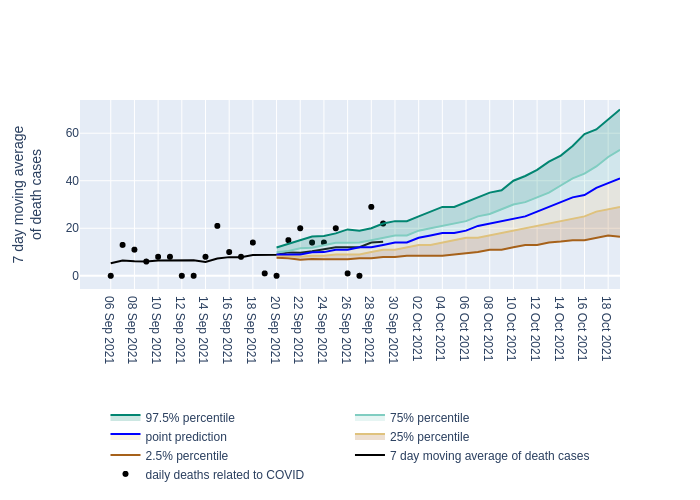 7 day moving average
of death cases
60
40
20
0
06 Sep 2021
08 Sep 2021
10 Sep 2021
12 Sep 2021
14 Sep 2021
16 Sep 2021
18 Sep 2021
20 Sep 2021
22 Sep 2021
24 Sep 2021
26 Sep 2021
28 Sep 2021
30 Sep 2021
02 Oct 2021
04 Oct 2021
06 Oct 2021
08 Oct 2021
10 Oct 2021
12 Oct 2021
14 Oct 2021
16 Oct 2021
18 Oct 2021
97.5% percentile
75% percentile
point prediction
25% percentile
2.5% percentile
7 day moving average of death cases
daily deaths related to COVID